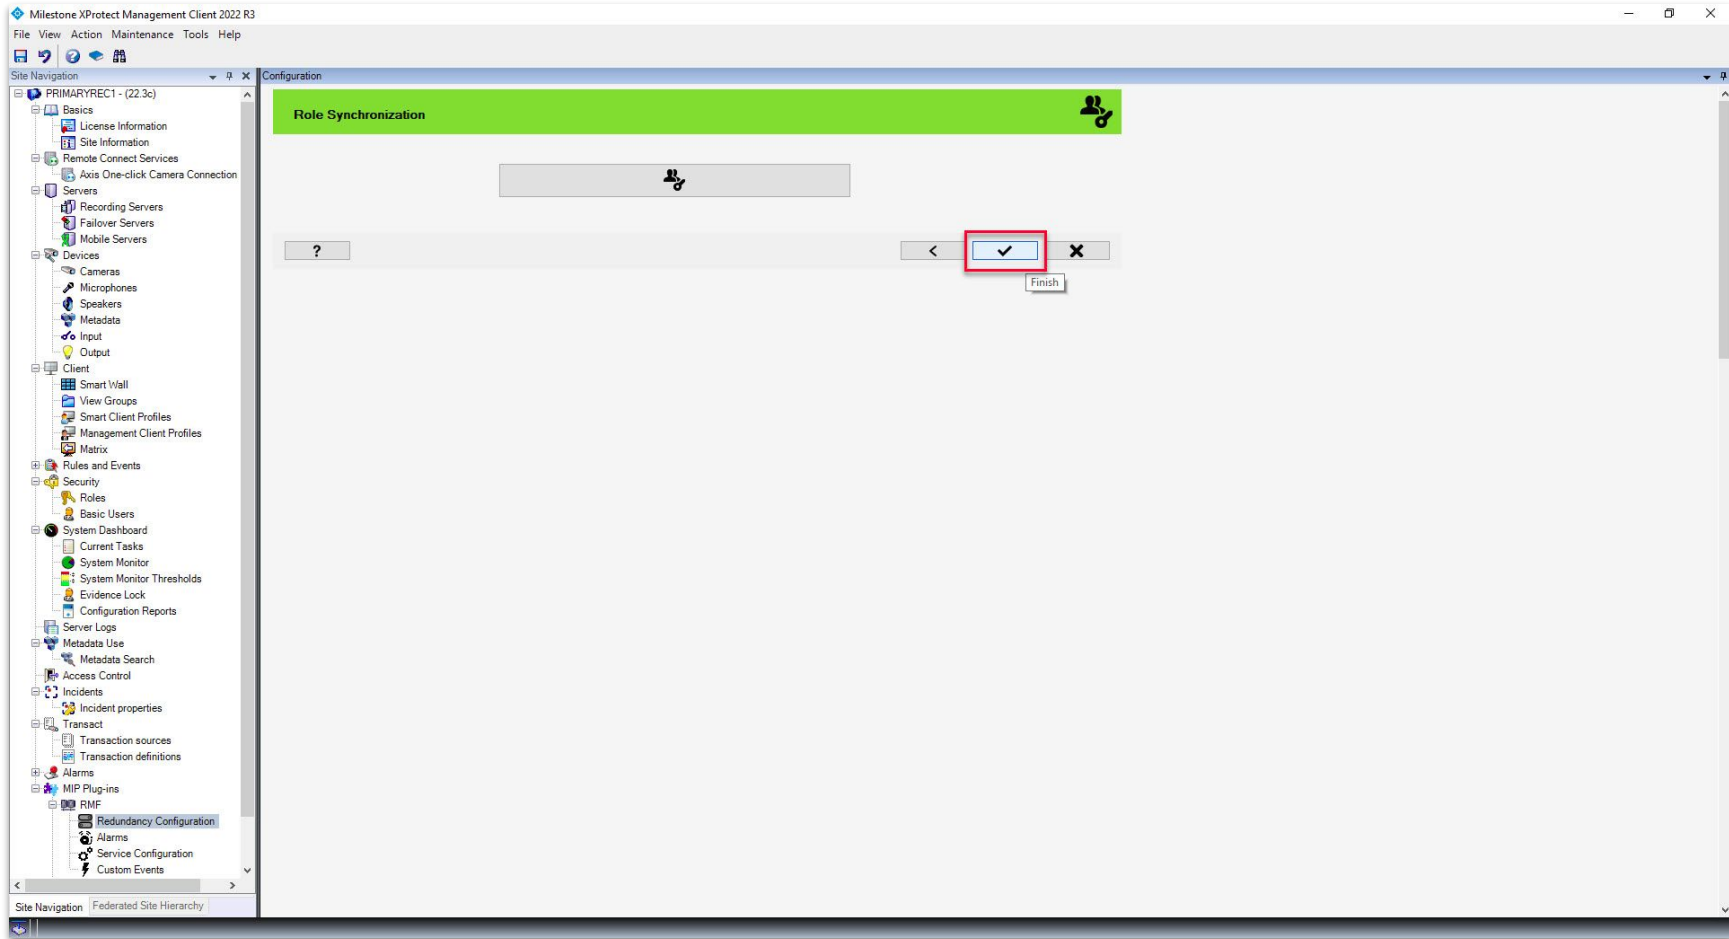 Milestone XProtect Management Client 2022 R3
File View Action Maintenance Tools Help
Site Navigation
Configuration
PRIMARYREC1 - (22.3c)
Basics
License Information
Site Information
Remote Connect Services
Axis One-click Camera Connection
Servers
Recording Servers
Failover Servers
Mobile Servers
Devices
Cameras
Microphones
Speakers
Metadata
Input
Output
Client
Smart Wall
View Groups
Smart Client Profiles
Management Client Profiles
Matrix
Rules and Events
Security
Roles
Basic Users
System Dashboard
Current Tasks
System Monitor
System Monitor Thresholds
Evidence Lock
Configuration Reports
Server Logs
Metadata Use
Metadata Search
Access Control
Incidents
Incident properties
Transact
Transaction sources
Transaction definitions
Alarms
MIP Plug-ins
RMF
Redundancy Configuration
Alarms
Service Configuration
Custom Events
Site Navigation Federated Site Hierarchy
Role Synchronization
?
<
Finish